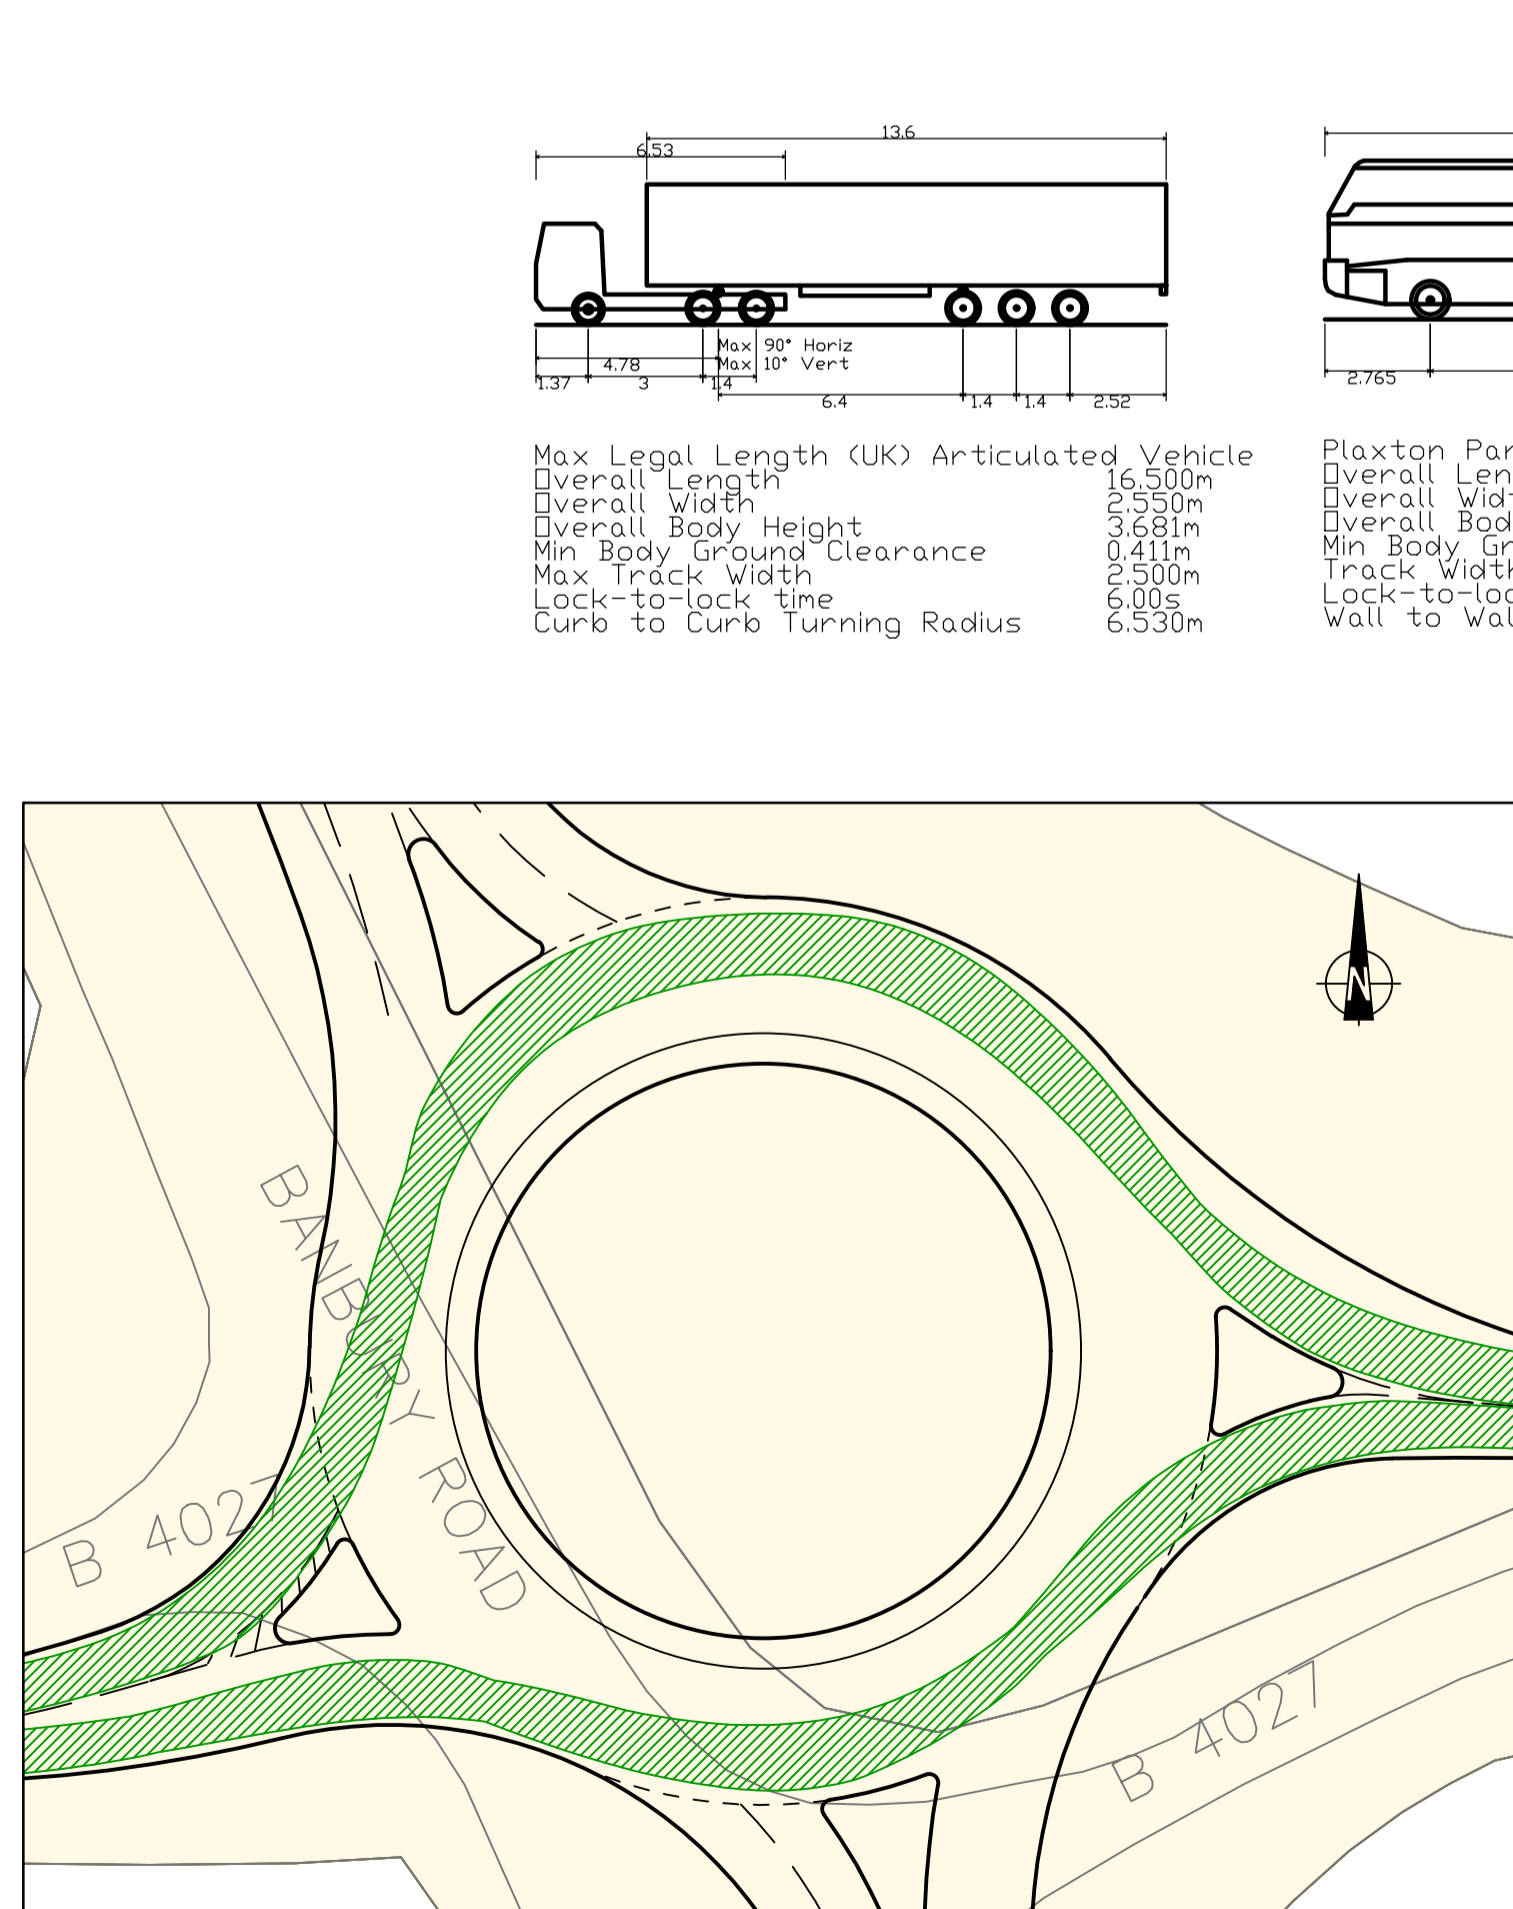 13.6
6.53
Max 90° Horiz
4.78 Max 10° Vert
1.37 3 1.4
6.4 1.4 1.4 2.52
2.765
Max Legal Length (UK) Articulated Vehicle
Overall Length 16.500m
Overall Width 2.550m
Overall Body Height 3.681m
Min Body Ground Clearance 0.411m
Max Track Width 2.500m
Lock-to-lock time 6.00s
Curb to Curb Turning Radius 6.530m
Plaxton
Overall
Overall
Overall
Min Body
Track
Lock-to-
Wall to
N
BANBURY ROAD
B 4027
B 4027